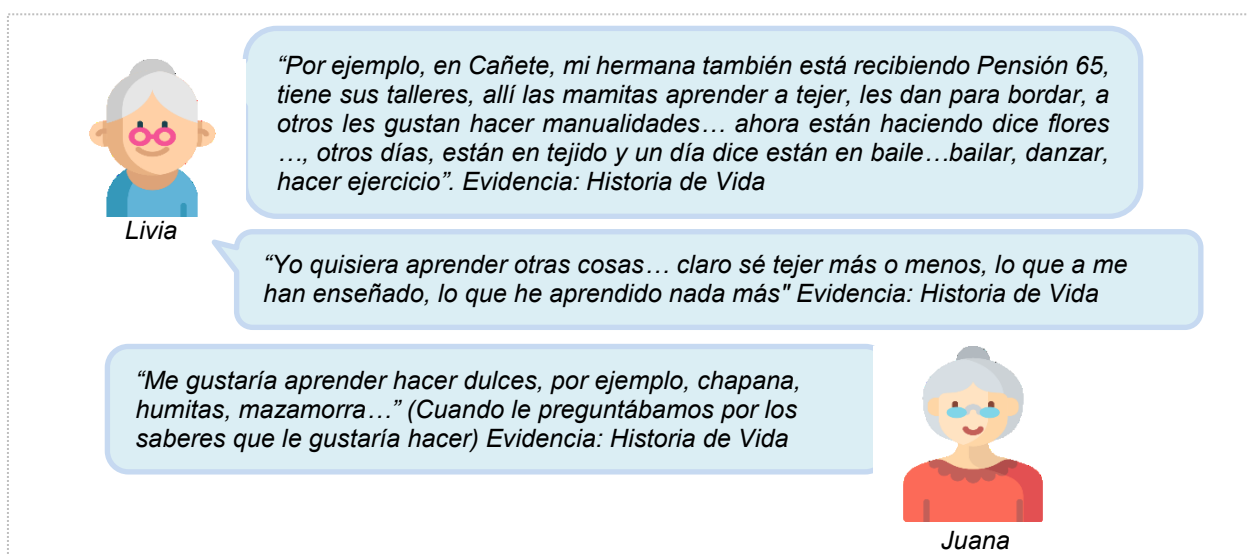 “Por ejemplo, en Cañete, mi hermana también está recibiendo Pensión 65,
tiene sus talleres, allí las mamitas aprender a tejer, les dan para bordar, a
otros les gustan hacer manualidades… ahora están haciendo dice flores
…, otros días, están en tejido y un día dice están en baile…bailar, danzar,
hacer ejercicio”. Evidencia: Historia de Vida
Livia
“Yo quisiera aprender otras cosas… claro sé tejer más o menos, lo que a me
han enseñado, lo que he aprendido nada más" Evidencia: Historia de Vida
“Me gustaría aprender hacer dulces, por ejemplo, chapana,
humitas, mazamorra…” (Cuando le preguntábamos por los
saberes que le gustaría hacer) Evidencia: Historia de Vida
Juana